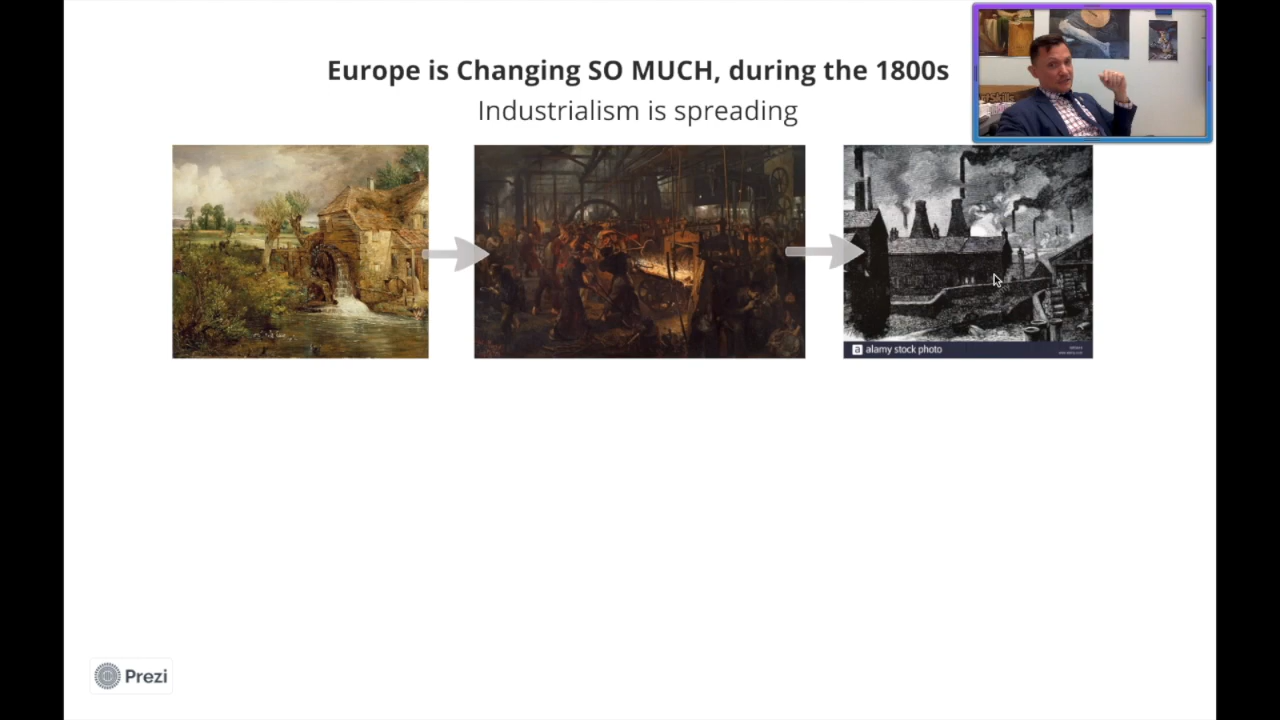 Europe is Changing SO MUCH, during the 1800s
Industrialism is spreading
a alamy stock photo
Prezi